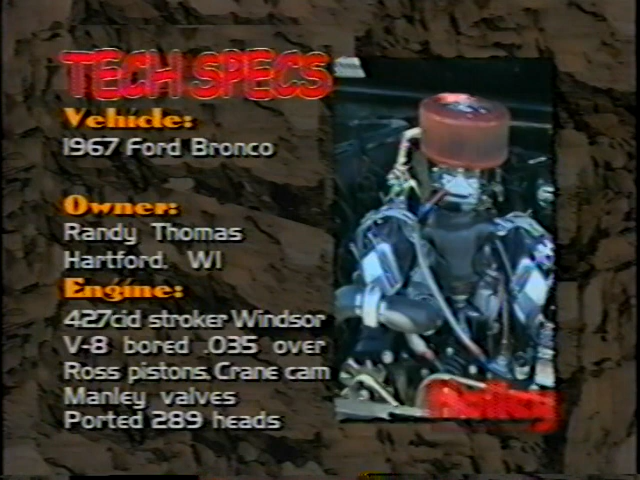 TECH SPECS
Vehicle:
1967 Ford Bronco
Owner:
Randy Thomas
Hartford, WI
Engine:
427cid stroker Windsor
V-8 bored .035 over
Ross pistons, Crane cam
Manley valves
Ported 289 heads